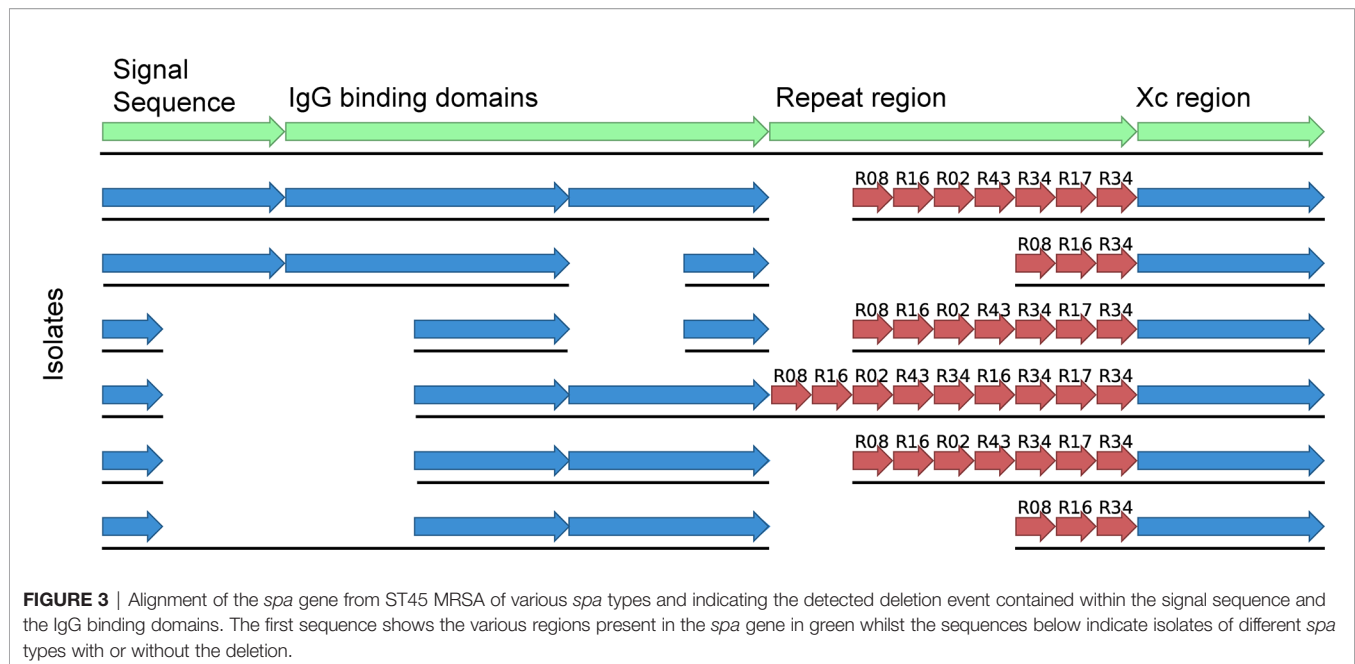 Signal
Sequence
IgG binding domains
Repeat region
Xc region
Isolates
R08 R16 R02 R43 R34 R17 R34
R08 R16 R34
R08 R16 R02 R43 R34 R17 R34
R08 R16 R02 R43 R34 R16 R34 R17 R34
R08 R16 R02 R43 R34 R17 R34
R08 R16 R34
FIGURE 3 | Alignment of the spa gene from ST45 MRSA of various spa types and indicating the detected deletion event contained within the signal sequence and
the IgG binding domains. The first sequence shows the various regions present in the spa gene in green whilst the sequences below indicate isolates of different spa
types with or without the deletion.